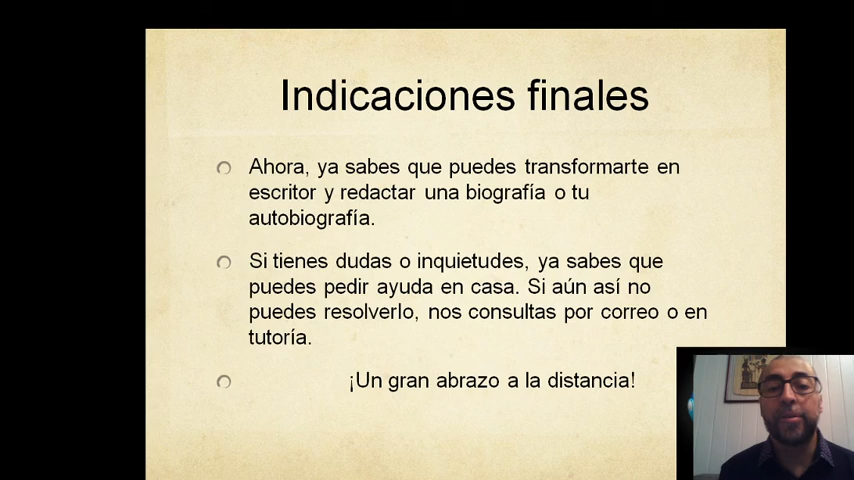 Indicaciones finales
Ahora, ya sabes que puedes transformarte en
escritor y redactar una biografía o tu
autobiografía.
Si tienes dudas o inquietudes, ya sabes que
puedes pedir ayuda en casa. Si aún así no
puedes resolverlo, nos consultas por correo o en
tutoría.
¡Un gran abrazo a la distancia!